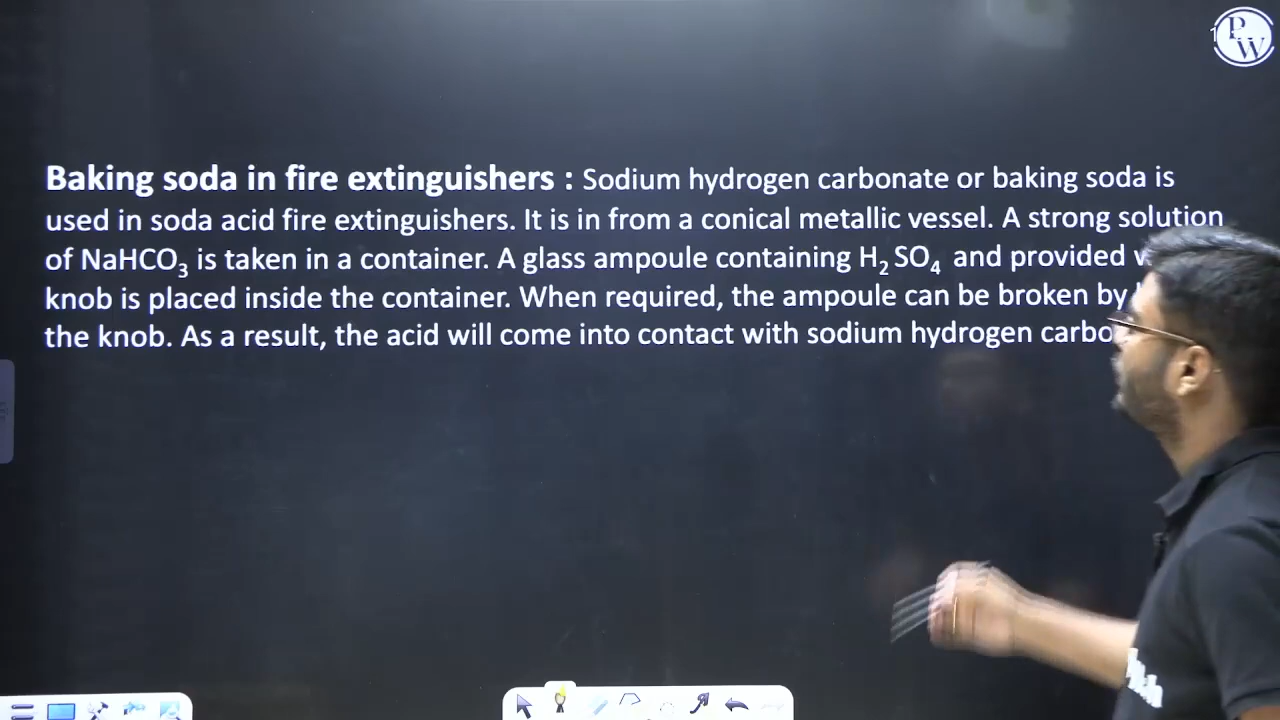 PW
Baking soda in fire extinguishers : Sodium hydrogen carbonate or baking soda is
used in soda acid fire extinguishers. It is in from a conical metallic vessel. A strong solution
of NaHCO₃ is taken in a container. A glass ampoule containing H₂ SO₄ and provided
knob is placed inside the container. When required, the ampoule can be broken by
the knob. As a result, the acid will come into contact with sodium hydrogen